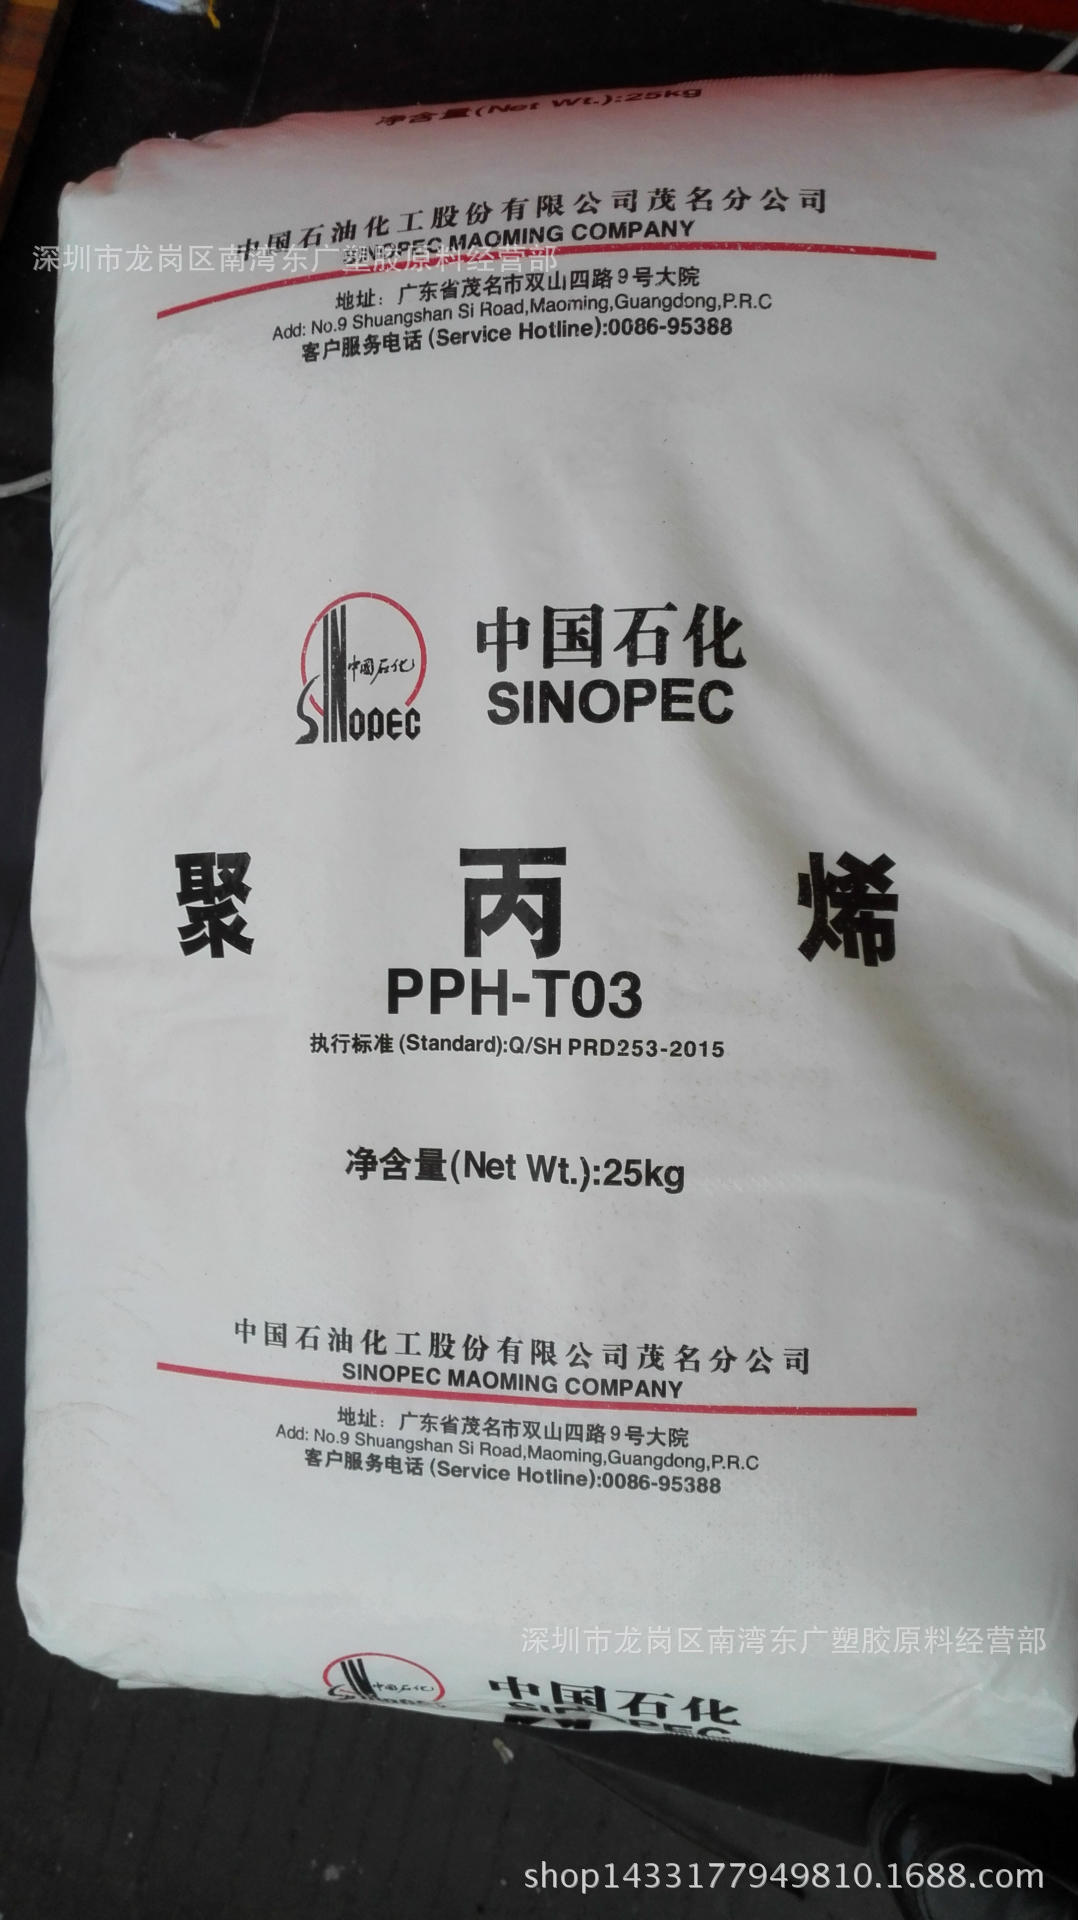 净含量(Net Wt.):25kg
中国石油化工股份有限公司茂名分公司
SINOPEC MAOMING COMPANY
深圳市龙岗区南湾东广塑胶原料经营部
地址：广东省茂名市双山四路9号大院
Add: No.9 Shuangshan Si Road,Maoming,Guangdong,P.R.C
客户服务电话(Service Hotline):0086-95388
中国石化
SINOPEC
中国石化
SINOPEC
聚丙烯
PPH-T03
执行标准(Standard):Q/SH PRD253-2015
净含量(Net Wt.):25kg
中国石油化工股份有限公司茂名分公司
SINOPEC MAOMING COMPANY
地址：广东省茂名市双山四路9号大院
Add: No.9 Shuangshan Si Road,Maoming,Guangdong,P.R.C
客户服务电话(Service Hotline):0086-95388
深圳市龙岗区南湾东广塑胶原料经营部
中国石化
中国石化
SINOPEC
shop1433177949810.1688.com